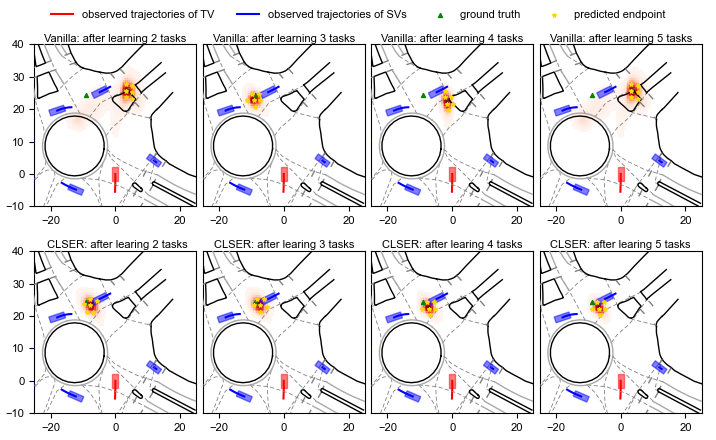 observed trajectories of TV observed trajectories of SVs ground truth predicted endpoint
Vanilla: after learning 2 tasks Vanilla: after learning 3 tasks Vanilla: after learning 4 tasks Vanilla: after learning 5 tasks
40
30
20
10
0
−10
−20 0 20 −20 0 20 −20 0 20 −20 0 20
CLSER: after learing 2 tasks CLSER: after learing 3 tasks CLSER: after learing 4 tasks CLSER: after learing 5 tasks
40
30
20
10
0
−10
−20 0 20 −20 0 20 −20 0 20 −20 0 20